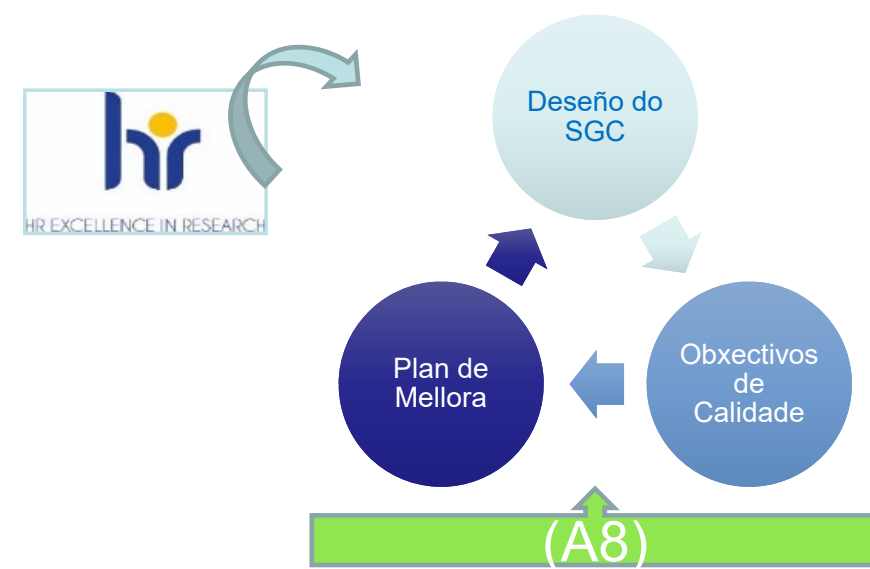 Deseño do
SGC
hr
HR EXCELLENCE IN RESEARCH
Plan de
Mellora
Obxectivos
de
Calidade
(A8)